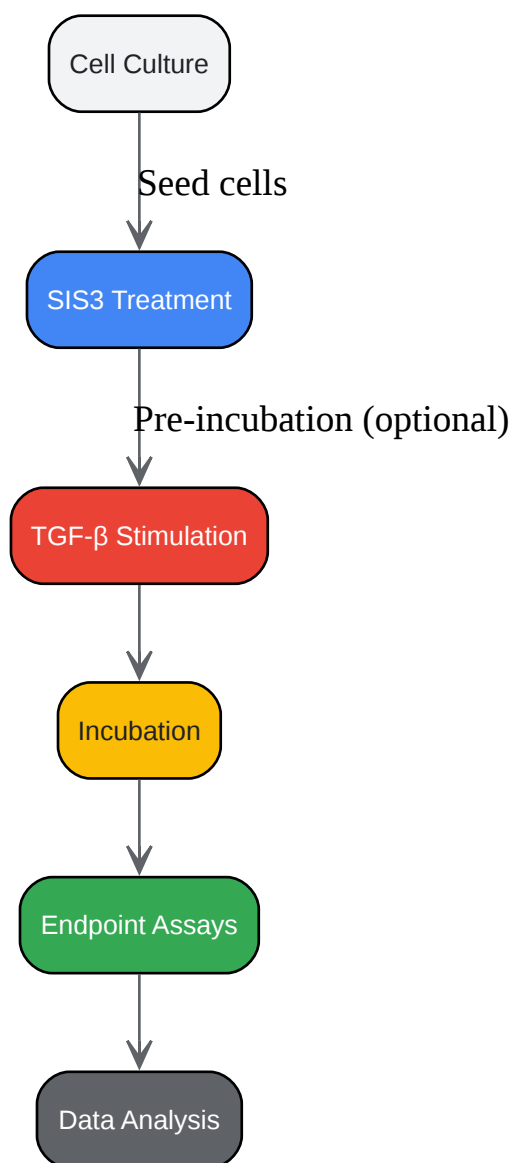 Cell Culture
Seed cells
SIS3 Treatment
Pre-incubation (optional)
TGF-β Stimulation
Incubation
Endpoint Assays
Data Analysis